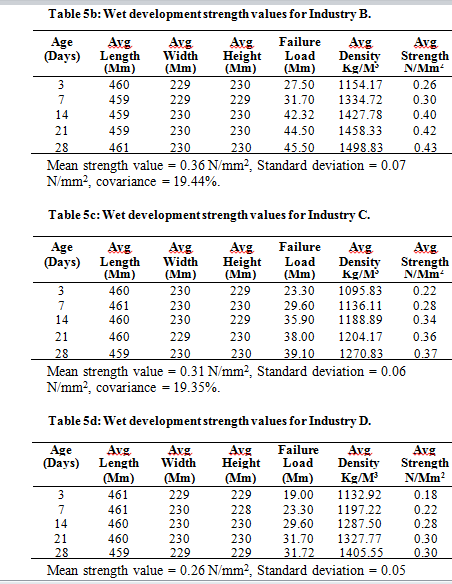 Table 5b: Wet development strength values for Industry B.
Age Avg Avg Avg Failure Avg Avg
(Days) Length Width Height Load Density Strength
(Mm) (Mm) (Mm) (Mm) Kg/M³ N/Mm²
3 460 229 230 27.50 1154.17 0.26
7 459 229 229 31.70 1334.72 0.30
14 459 230 230 42.32 1427.78 0.40
21 459 230 230 44.50 1458.33 0.42
28 461 230 230 45.50 1498.83 0.43
Mean strength value = 0.36 N/mm², Standard deviation = 0.07
N/mm², covariance = 19.44%.
Table 5c: Wet development strength values for Industry C.
Age Avg Avg Avg Failure Avg Avg
(Days) Length Width Height Load Density Strength
(Mm) (Mm) (Mm) (Mm) Kg/M³ N/Mm²
3 460 230 229 23.30 1095.83 0.22
7 461 230 230 29.60 1136.11 0.28
14 460 230 229 35.90 1188.89 0.34
21 460 229 230 38.00 1204.17 0.36
28 459 230 230 39.10 1270.83 0.37
Mean strength value = 0.31 N/mm², Standard deviation = 0.06
N/mm², covariance = 19.35%.
Table 5d: Wet development strength values for Industry D.
Age Avg Avg Avg Failure Avg Avg
(Days) Length Width Height Load Density Strength
(Mm) (Mm) (Mm) (Mm) Kg/M³ N/Mm²
3 461 229 229 19.00 1132.92 0.18
7 461 230 228 23.30 1197.22 0.22
14 460 230 230 29.60 1287.50 0.28
21 460 230 230 31.70 1327.77 0.30
28 459 229 229 31.72 1405.55 0.30
Mean strength value = 0.26 N/mm², Standard deviation = 0.05